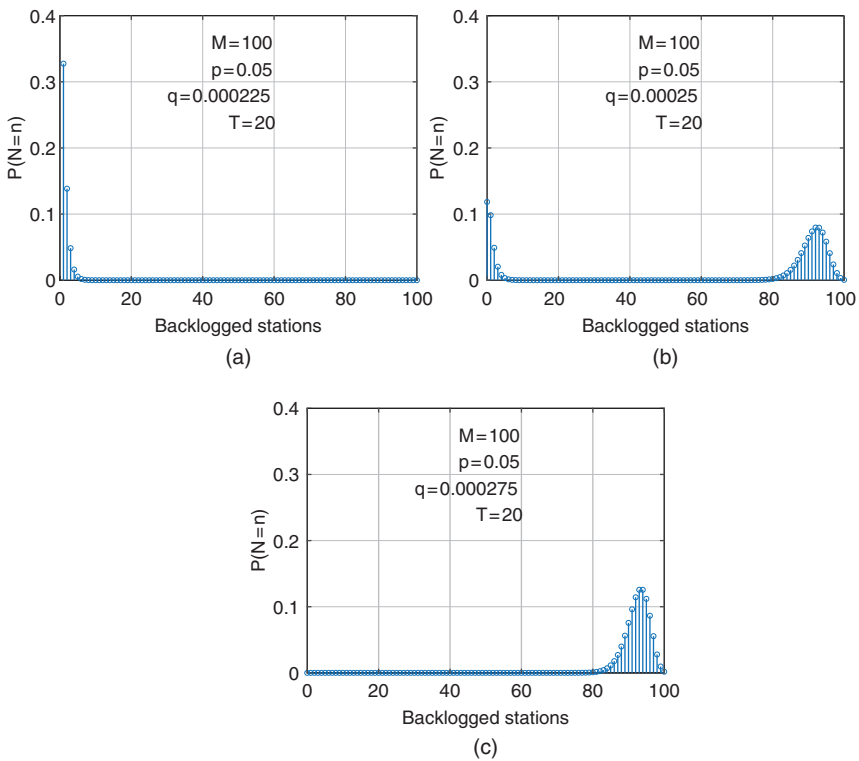 0.4
0.3
0.2
0.1
0
P(N=n)
M=100
p=0.05
q=0.000225
T=20
0 20 40 60 80 100
Backlogged stations
(a)
0.4
0.3
0.2
0.1
0
P(N=n)
M=100
p=0.05
q=0.00025
T=20
0 20 40 60 80 100
Backlogged stations
(b)
0.4
0.3
0.2
0.1
0
P(N=n)
M=100
p=0.05
q=0.000275
T=20
0 20 40 60 80 100
Backlogged stations
(c)